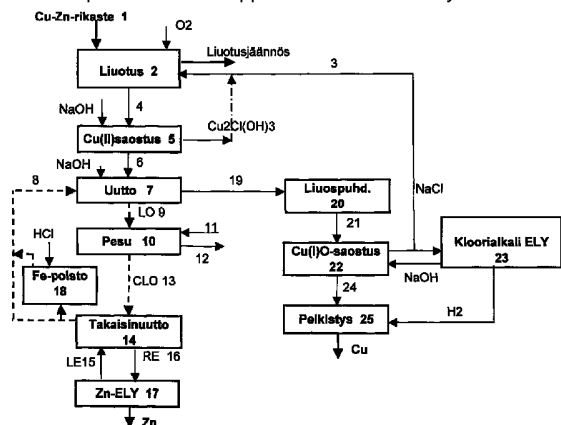 Cu-Zn-rikaste 1
O2
Liuotusjäännös
Liuotus 2
3
NaOH
4
Cu2Cl(OH)3
Cu(II)saostus 5
NaOH
6
8
Uutto 7
19
Liuospuhd.
20
NaCl
LO 9
11
21
Pesu 10
12
HCl
Cu(I)O-saostus
22
Kloorialkali ELY
23
NaOH
Fe-poisto
18
CLO 13
24
H2
Takaisinuutto
14
Pelkistys 25
LE15
RE 16
Cu
Zn-ELY 17
Zn